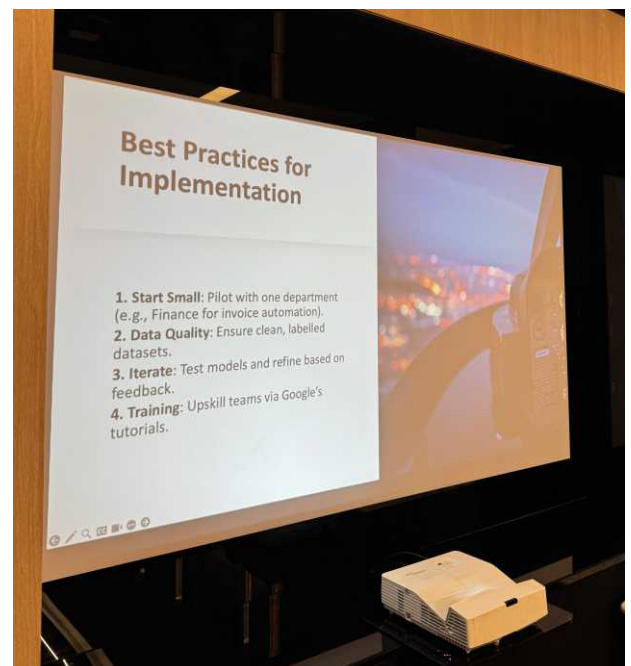 Best Practices for
Implementation
1. Start Small: Pilot with one department
(e.g., Finance for invoice automation).
2. Data Quality: Ensure clean, labelled
datasets.
3. Iterate: Test models and refine based on
feedback.
4. Training: Upskill teams via Google's
tutorials.